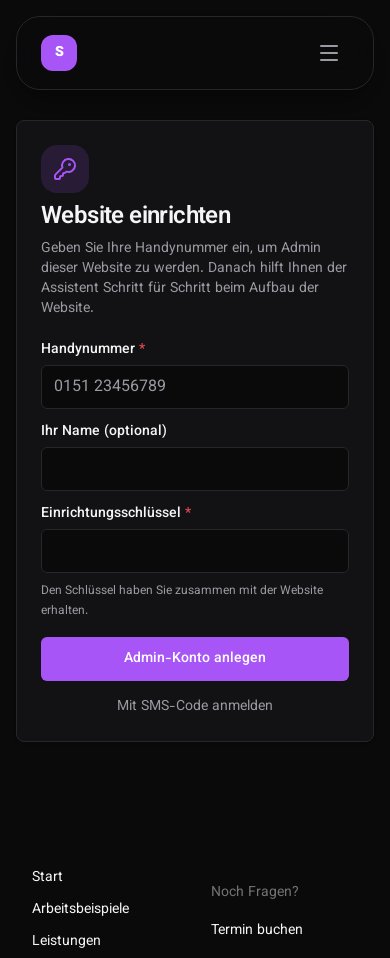 S
Website einrichten
Geben Sie Ihre Handynummer ein, um Admin
dieser Website zu werden. Danach hilft Ihnen der
Assistent Schritt für Schritt beim Aufbau der
Website.
Handynummer *
0151 23456789
Ihr Name (optional)
Einrichtungsschlüssel *
Den Schlüssel haben Sie zusammen mit der Website
erhalten.
Admin-Konto anlegen
Mit SMS-Code anmelden
Start
Arbeitsbeispiele
Leistungen
Noch Fragen?
Termin buchen